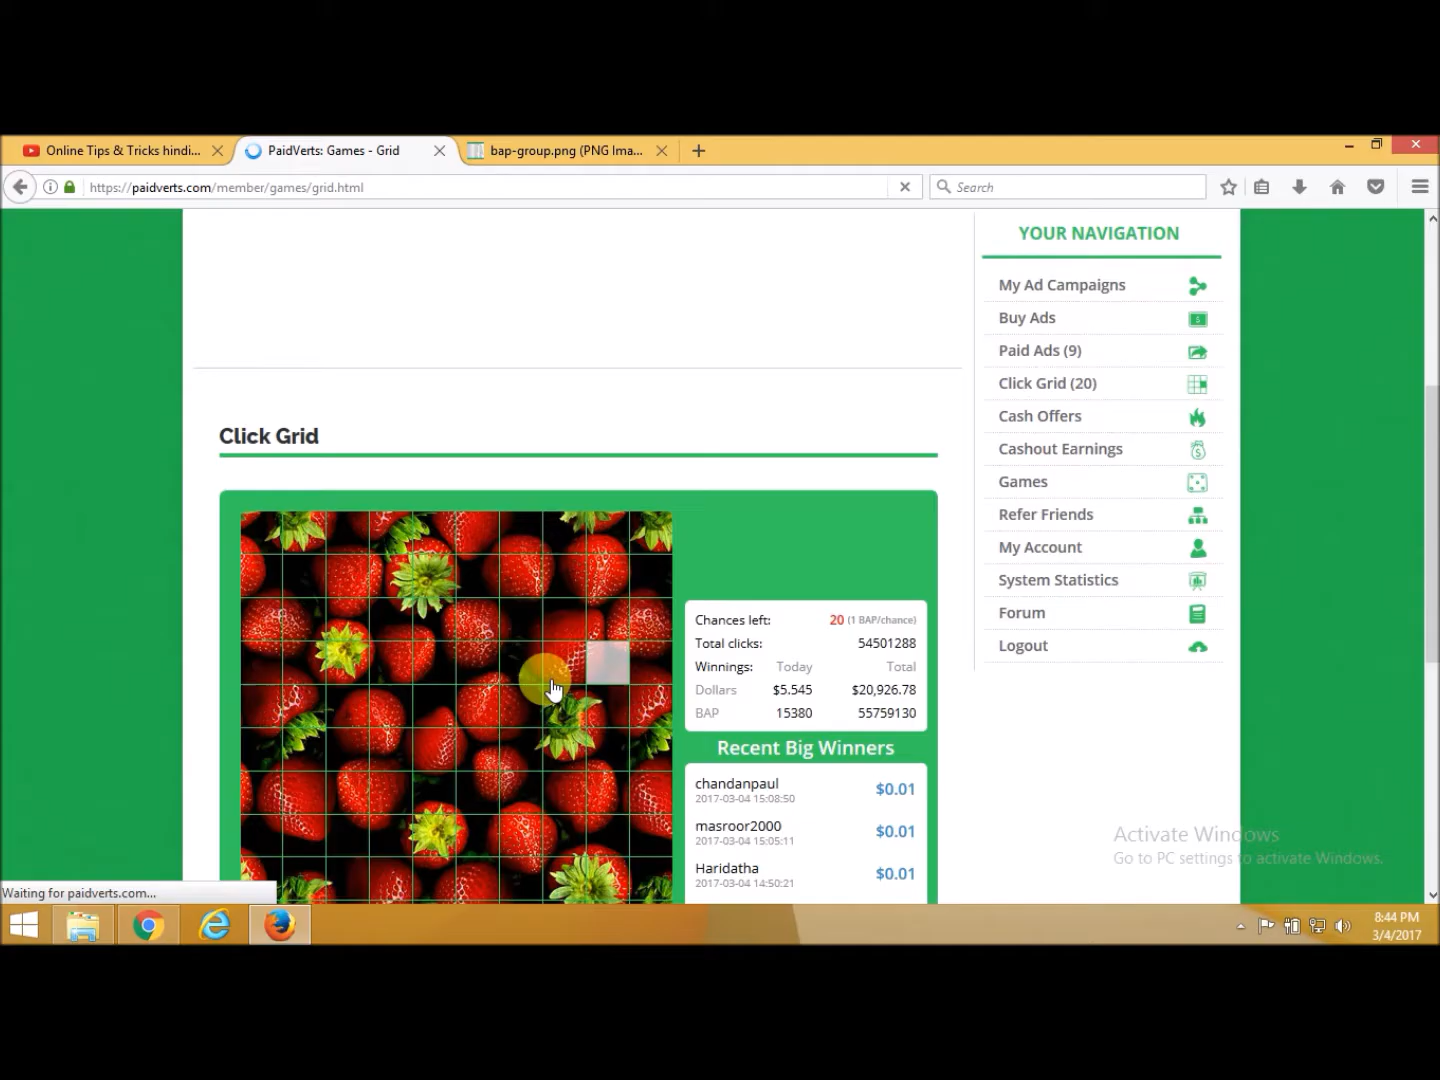 Online Tips & Tricks hindi...
PaidVerts: Games - Grid
bap-group.png (PNG Ima...
https://paidverts.com/member/games/grid.html
Search
YOUR NAVIGATION
My Ad Campaigns
Buy Ads
Paid Ads (9)
Click Grid (20)
Cash Offers
Cashout Earnings
Games
Refer Friends
My Account
System Statistics
Forum
Logout
Click Grid
Chances left: 20 (1 BAP/chance)
Total clicks: 54501288
Winnings: Today Total
Dollars $5.545 $20,926.78
BAP 15380 55759130
Recent Big Winners
chandanpaul $0.01
2017-03-04 15:08:50
masroor2000 $0.01
2017-03-04 15:05:11
Haridatha $0.01
2017-03-04 14:50:21
Activate Windows
Go to PC settings to activate Windows.
Waiting for paidverts.com...
8:44 PM
3/4/2017